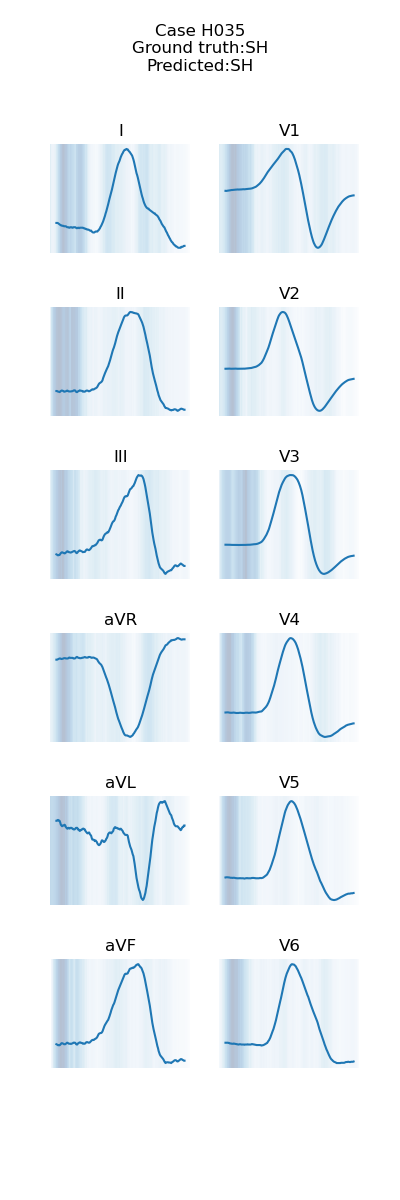 Case H035
Ground truth:SH
Predicted:SH
I
V1
II
V2
III
V3
aVR
V4
aVL
V5
aVF
V6